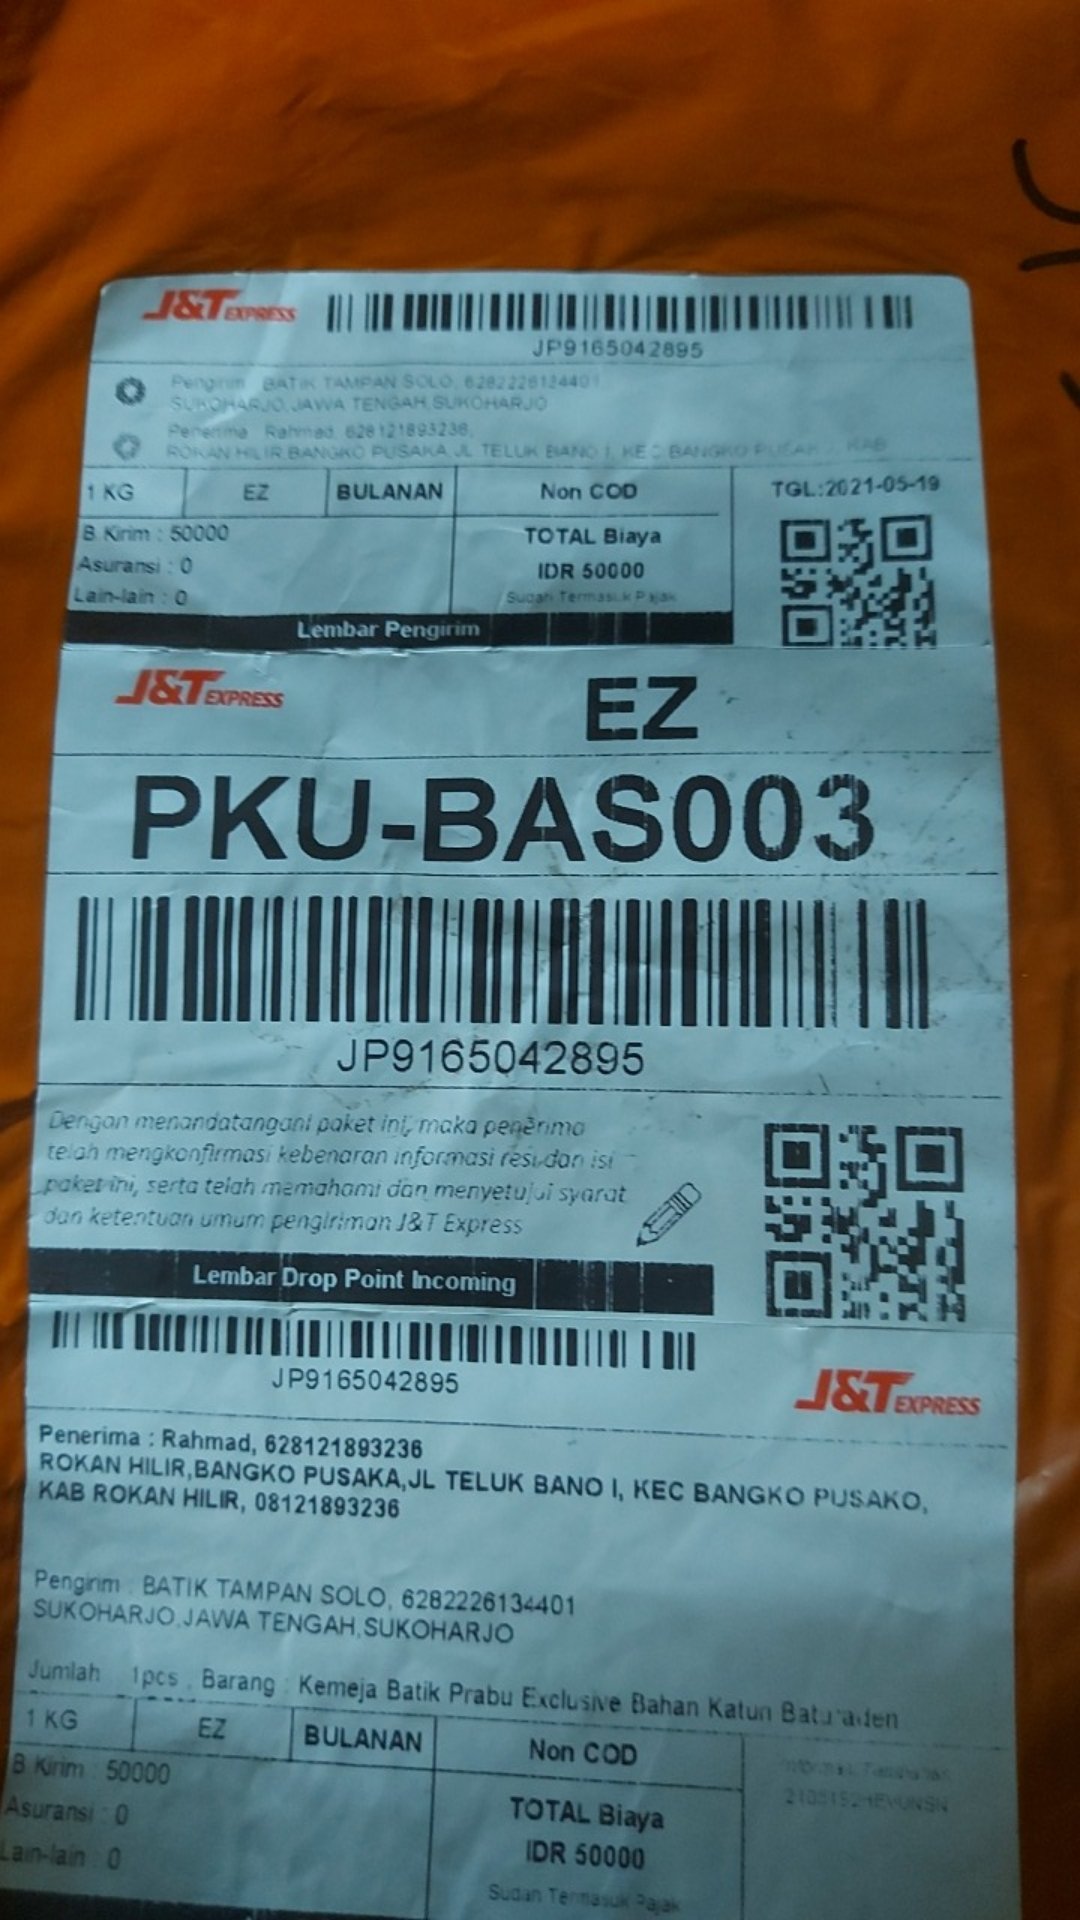 J&T EXPRESS
JP9165042895
Pengirim : BATIK TAMPAN SOLO, 6282226134401
SUKOHARJO,JAWA TENGAH,SUKOHARJO
Penerima : Rahmad, 628121893236,
ROKAN HILIR,BANGKO PUSAKA,JL TELUK BANO I, KEC BANGKO KAB
1 KG EZ BULANAN Non COD TGL:2021-05-19
B.Kirim : 50000 TOTAL Biaya
Asuransi : 0 IDR 50000
Lain-lain : 0 Sudah Termasuk Pajak
Lembar Pengirim
J&T EXPRESS EZ
PKU-BAS003
JP9165042895
Dengan menandatangani paket ini, maka penerima
telah mengkonfirmasi kebenaran informasi resi dan isi
paket ini, serta telah memahami dan menyetujui syarat
dan ketentuan umum pengiriman J&T Express
Lembar Drop Point Incoming
JP9165042895
J&T EXPRESS
Penerima : Rahmad, 628121893236
ROKAN HILIR,BANGKO PUSAKA,JL TELUK BANO I, KEC BANGKO PUSAKO,
KAB ROKAN HILIR, 08121893236
Pengirim : BATIK TAMPAN SOLO, 6282226134401
SUKOHARJO,JAWA TENGAH,SUKOHARJO
Jumlah : 1pcs , Barang : Kemeja Batik Prabu Exclusive Bahan Katun
1 KG EZ BULANAN Non COD
B.Kirim : 50000 TOTAL Biaya
Asuransi : 0 IDR 50000
Lain-lain : 0 Sudah Termasuk Pajak